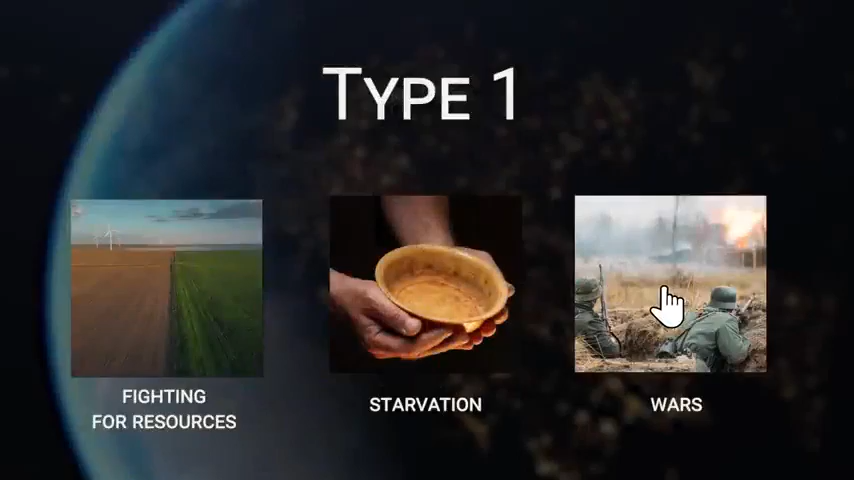 TYPE 1
FIGHTING
FOR RESOURCES
STARVATION
WARS